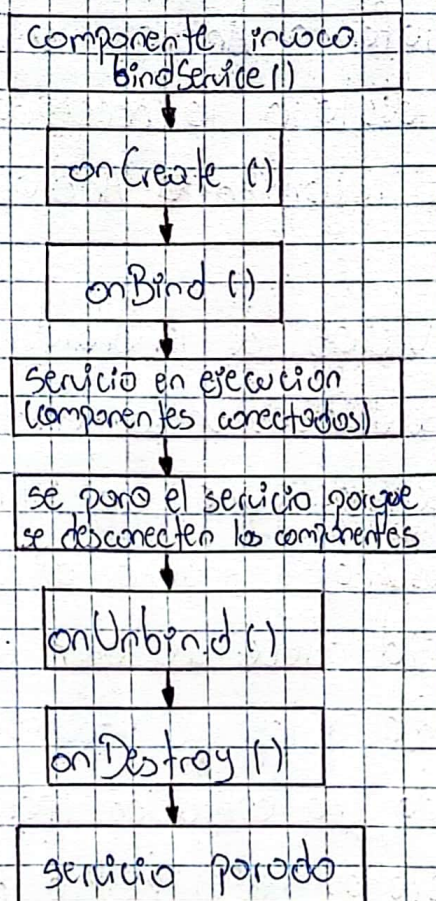 componente invoca
bindService()
onCreate ()
onBind ()
servicio en ejecución
(componentes conectados)
se para el servicio porque
se desconecten los componentes
onUnbind ()
onDestroy ()
servicio parado